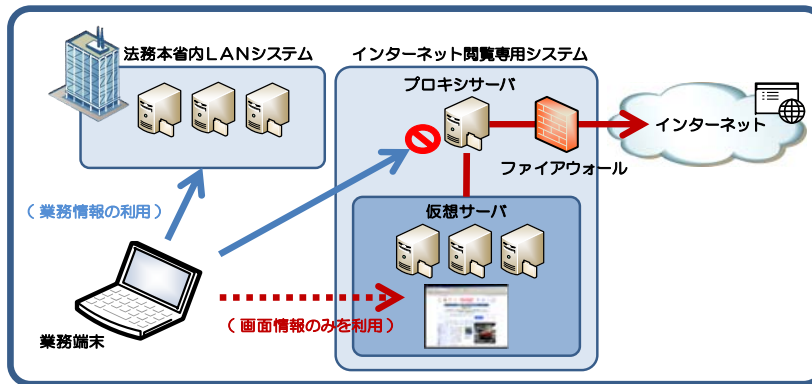 法務本省内ＬＡＮシステム
インターネット閲覧専用システム
プロキシサーバ
インターネット
ファイアウォール
（ 業務情報の利用 ）
仮想サーバ
（ 画面情報のみを利用 ）
業務端末